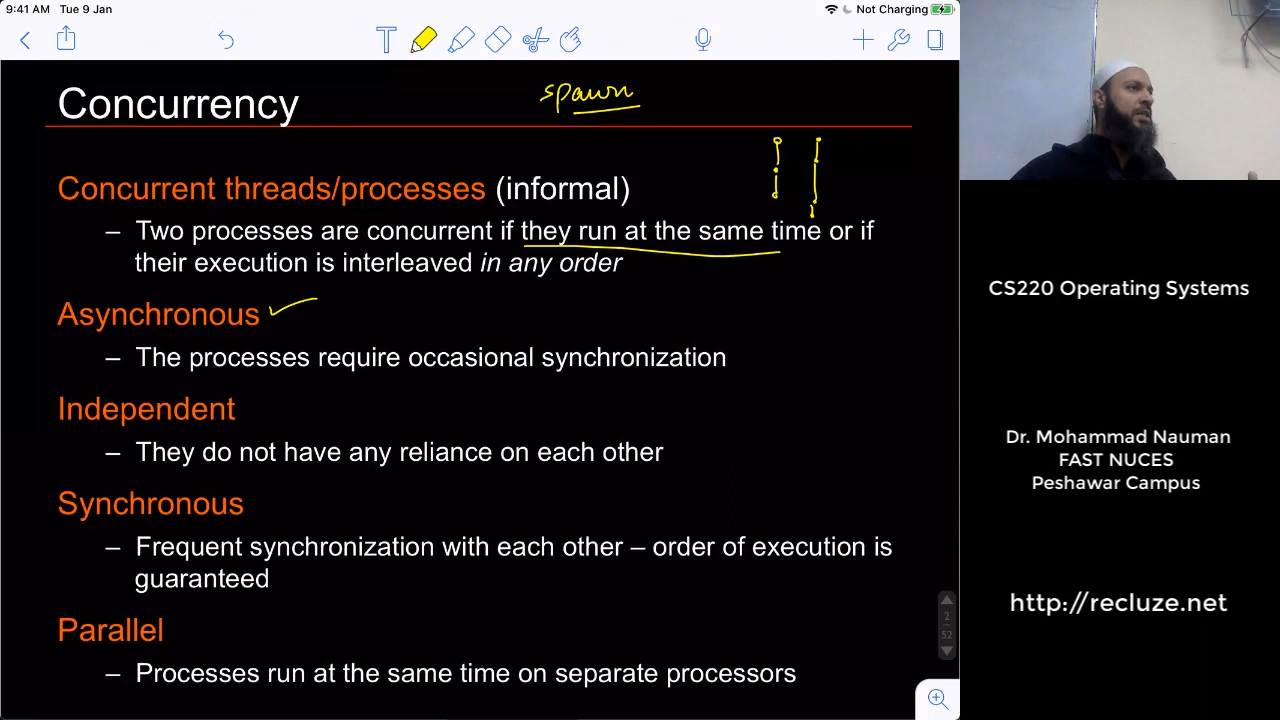 9:41 AM Tue 9 Jan
Not Charging
T
Concurrency
spawn
Concurrent threads/processes (informal)
– Two processes are concurrent if they run at the same time or if
their execution is interleaved in any order
Asynchronous
– The processes require occasional synchronization
Independent
– They do not have any reliance on each other
Synchronous
– Frequent synchronization with each other – order of execution is
guaranteed
Parallel
– Processes run at the same time on separate processors
2
52
CS220 Operating Systems
Dr. Mohammad Nauman
FAST NUCES
Peshawar Campus
http://recluze.net